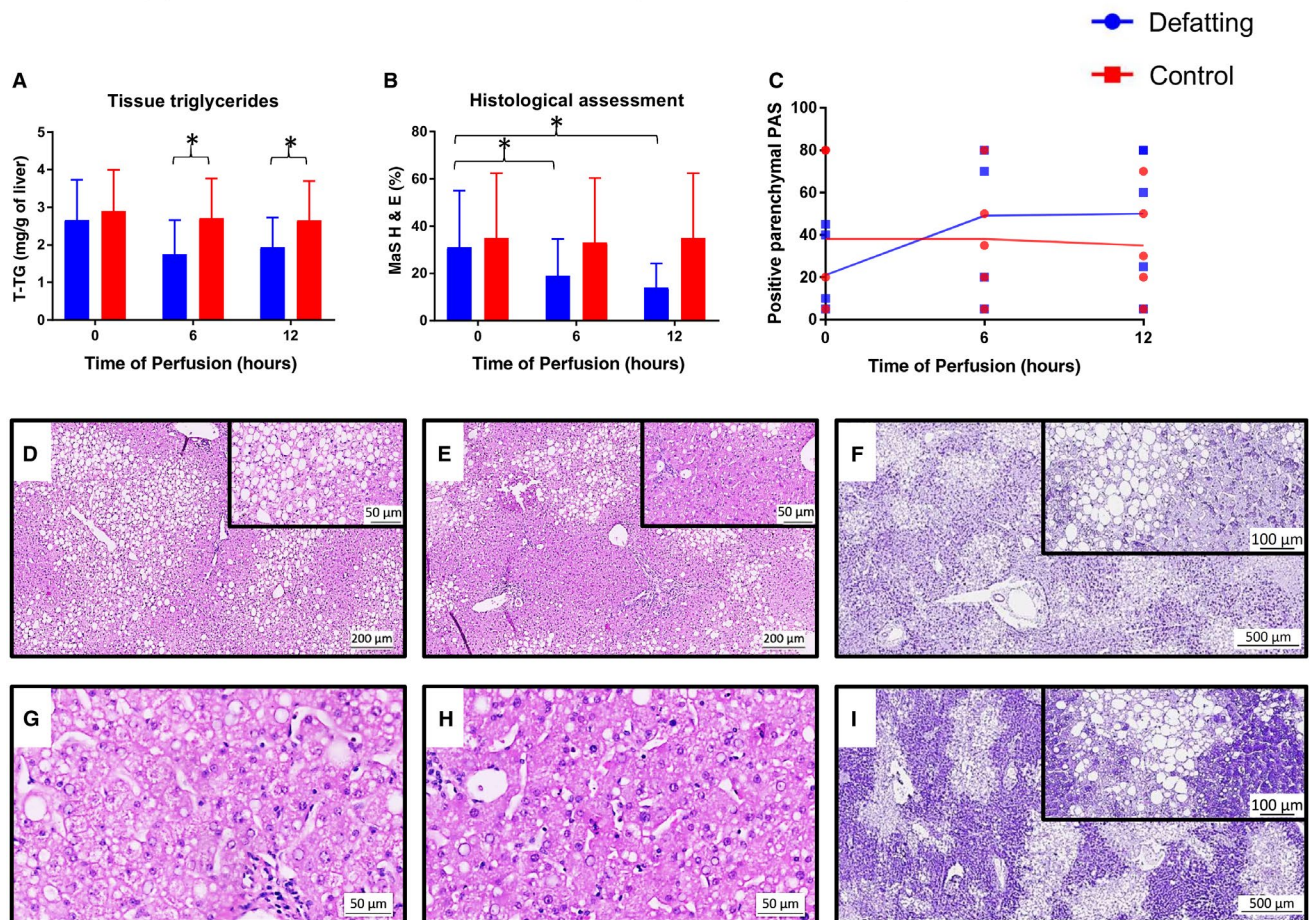 Defatting
Control
A
Tissue triglycerides
T-TG (mg/g of liver)
5
4
3
2
1
0
*
*
0
6
12
Time of Perfusion (hours)
B
Histological assessment
MaS H & E (%)
80
60
40
20
0
*
*
0
6
12
Time of Perfusion (hours)
C
Positive parenchymal PAS
100
80
60
40
20
0
0
6
12
Time of Perfusion (hours)
D
50 µm
200 µm
E
50 µm
200 µm
F
100 µm
500 µm
G
50 µm
H
50 µm
I
100 µm
500 µm